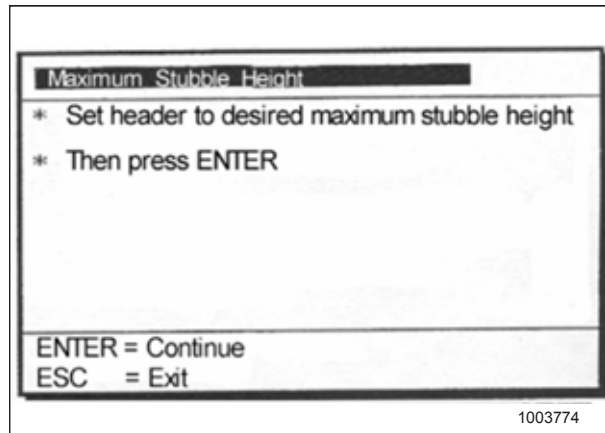 Maximum Stubble Height
* Set header to desired maximum stubble height
* Then press ENTER
ENTER = Continue
ESC = Exit
1003774